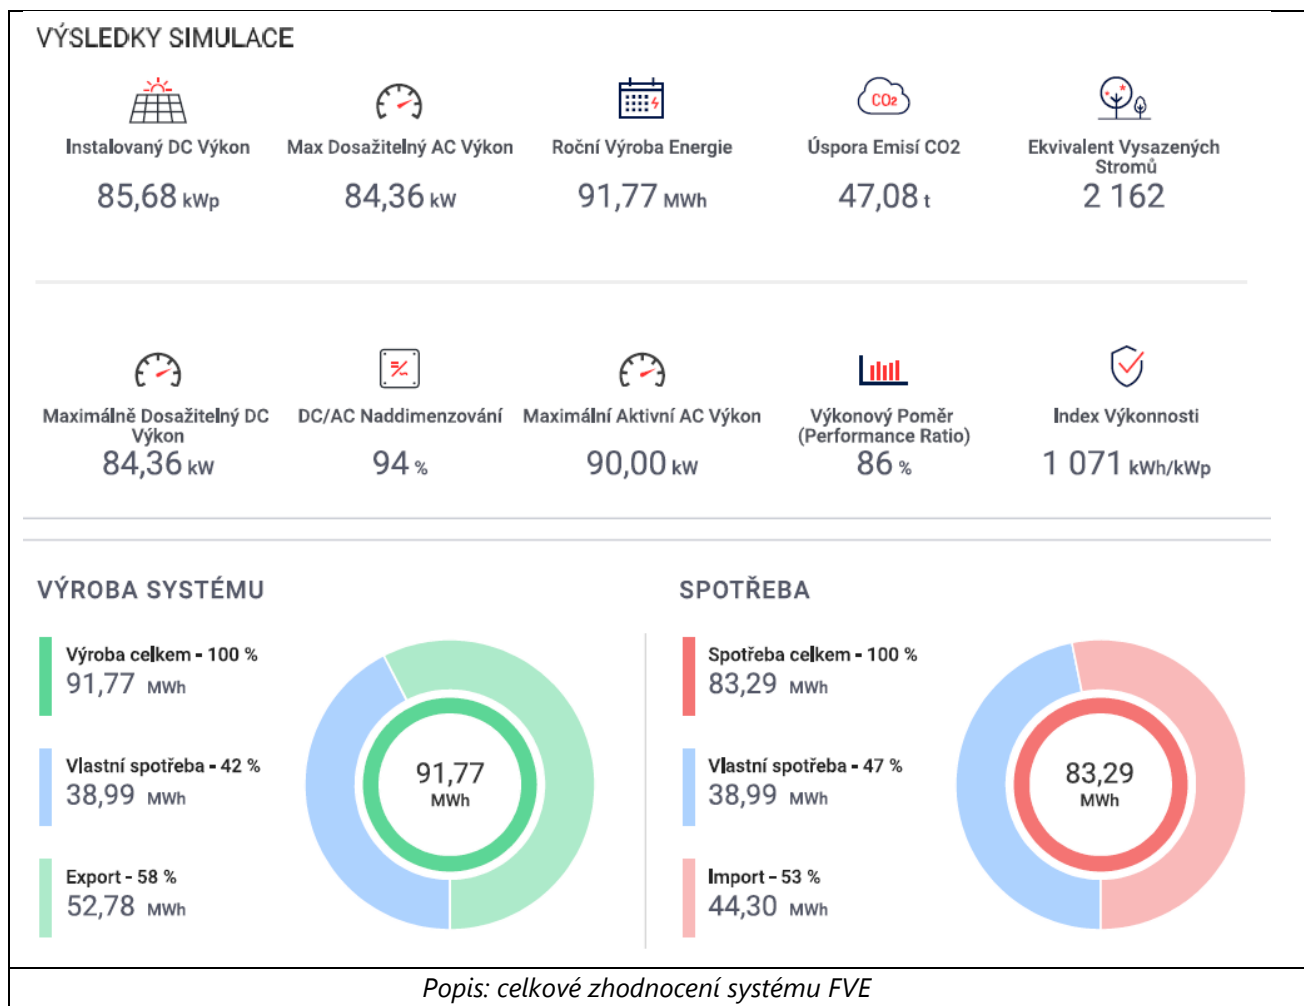 VÝSLEDKY SIMULACE
CO2
Instalovaný DC Výkon
85,68 kWp
Max Dosažitelný AC Výkon
84,36 kW
Roční Výroba Energie
91,77 MWh
Úspora Emisí CO2
47,08 t
Ekvivalent Vysazených
Stromů
2 162
Maximálně Dosažitelný DC
Výkon
84,36 kW
DC/AC Naddimenzování
94 %
Maximální Aktivní AC Výkon
90,00 kW
Výkonový Poměr
(Performance Ratio)
86 %
Index Výkonnosti
1 071 kWh/kWp
VÝROBA SYSTÉMU
Výroba celkem - 100 %
91,77 MWh
Vlastní spotřeba - 42 %
38,99 MWh
Export - 58 %
52,78 MWh
91,77
MWh
SPOTŘEBA
Spotřeba celkem - 100 %
83,29 MWh
Vlastní spotřeba - 47 %
38,99 MWh
Import - 53 %
44,30 MWh
83,29
MWh
Popis: celkové zhodnocení systému FVE